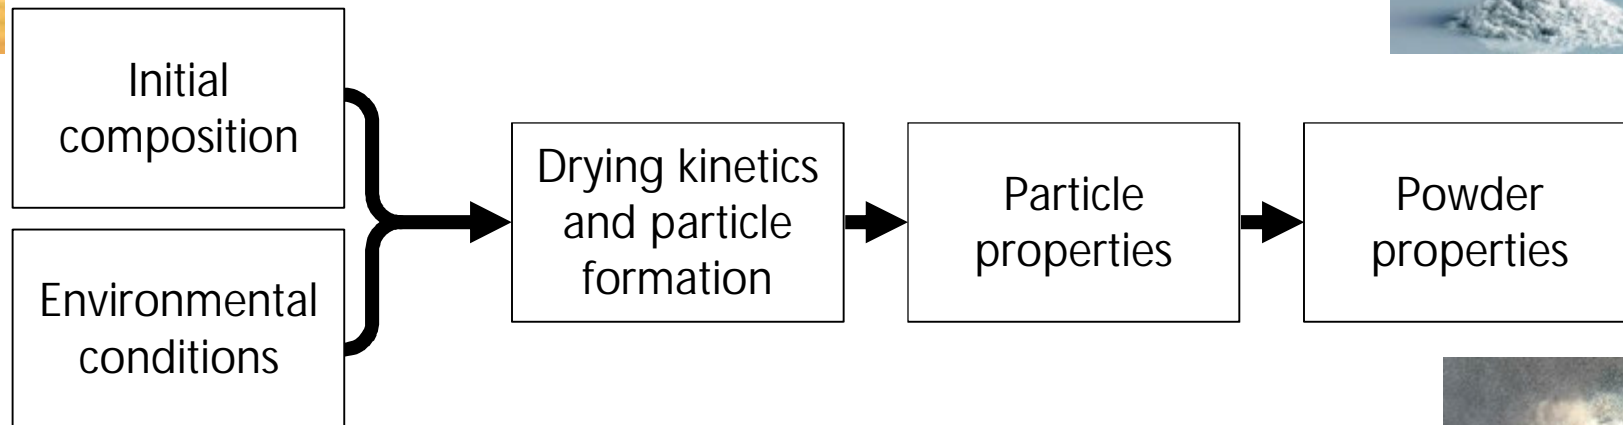 Initial
composition
Environmental
conditions
Drying kinetics
and particle
formation
Particle
properties
Powder
properties